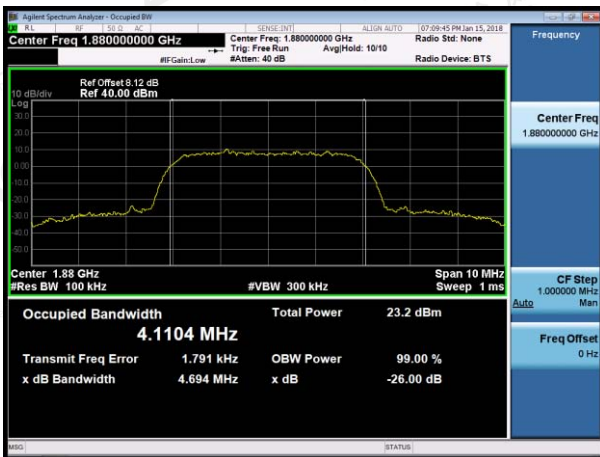 Agilent Spectrum Analyzer - Occupied BW
RL RF 50 Ω AC SENSE:INT ALIGN AUTO 07:09:45 PM Jan 15, 2018
Center Freq 1.880000000 GHz
Center Freq: 1.880000000 GHz
Radio Std: None
Trig: Free Run Avg|Hold: 10/10
#IFGain:Low #Atten: 40 dB Radio Device: BTS
Frequency
Ref Offset 8.12 dB
10 dB/div Ref 40.00 dBm
Log
30.0
20.0
10.0
0.00
-10.0
-20.0
-30.0
-40.0
-50.0
Center 1.88 GHz Span 10 MHz
#Res BW 100 kHz #VBW 300 kHz Sweep 1 ms
Occupied Bandwidth Total Power 23.2 dBm
4.1104 MHz
Transmit Freq Error 1.791 kHz OBW Power 99.00 %
x dB Bandwidth 4.694 MHz x dB -26.00 dB
Center Freq
1.880000000 GHz
CF Step
1.000000 MHz
Auto Man
Freq Offset
0 Hz
MSG STATUS